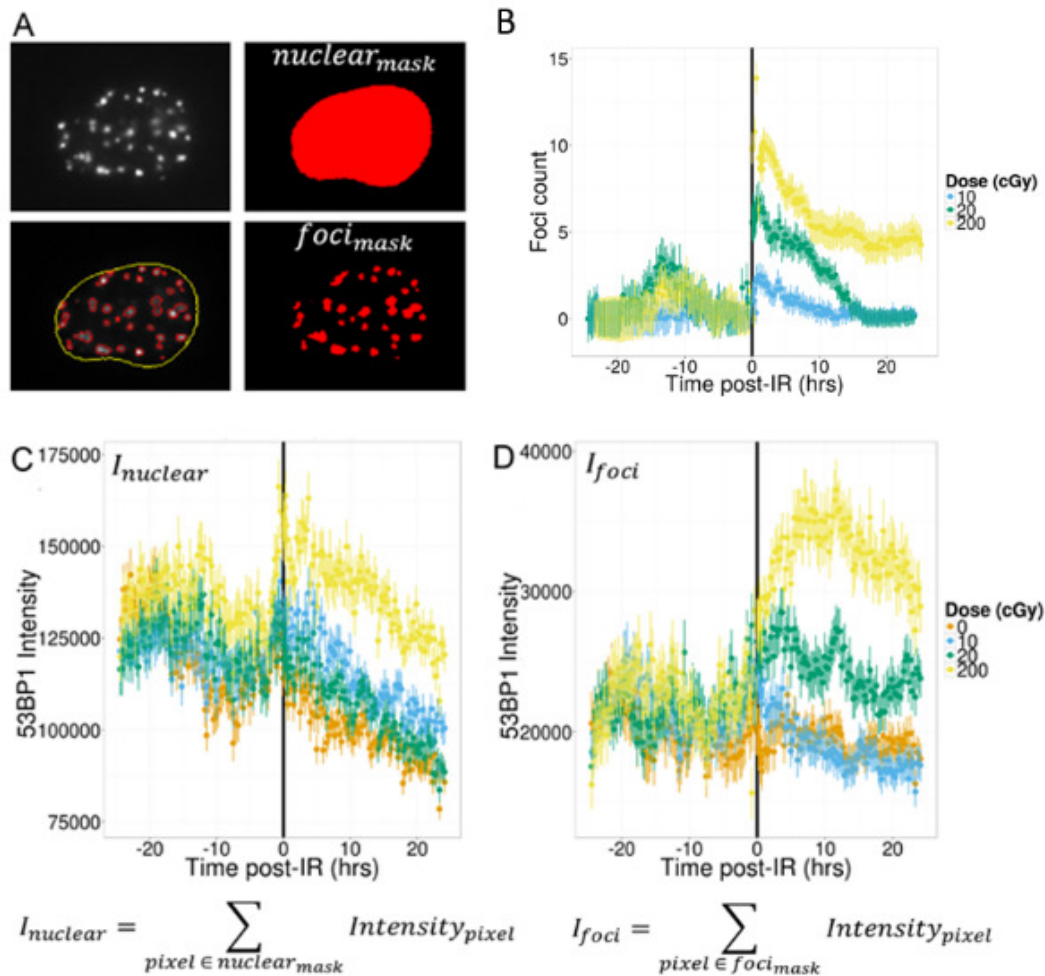 A
nuclear_mask
foci_mask
B
15
10
5
0
Foci count
-20
-10
0
10
20
Time post-IR (hrs)
Dose (cGy)
10
20
200
C
I_nuclear
175000
150000
125000
100000
75000
53BP1 Intensity
-20
-10
0
10
20
Time post-IR (hrs)
D
I_foci
40000
30000
20000
53BP1 Intensity
-20
-10
0
10
20
Time post-IR (hrs)
Dose (cGy)
0
10
20
200
I_nuclear = ∑ Intensity_pixel
pixel ∈ nuclear_mask
I_foci = ∑ Intensity_pixel
pixel ∈ foci_mask